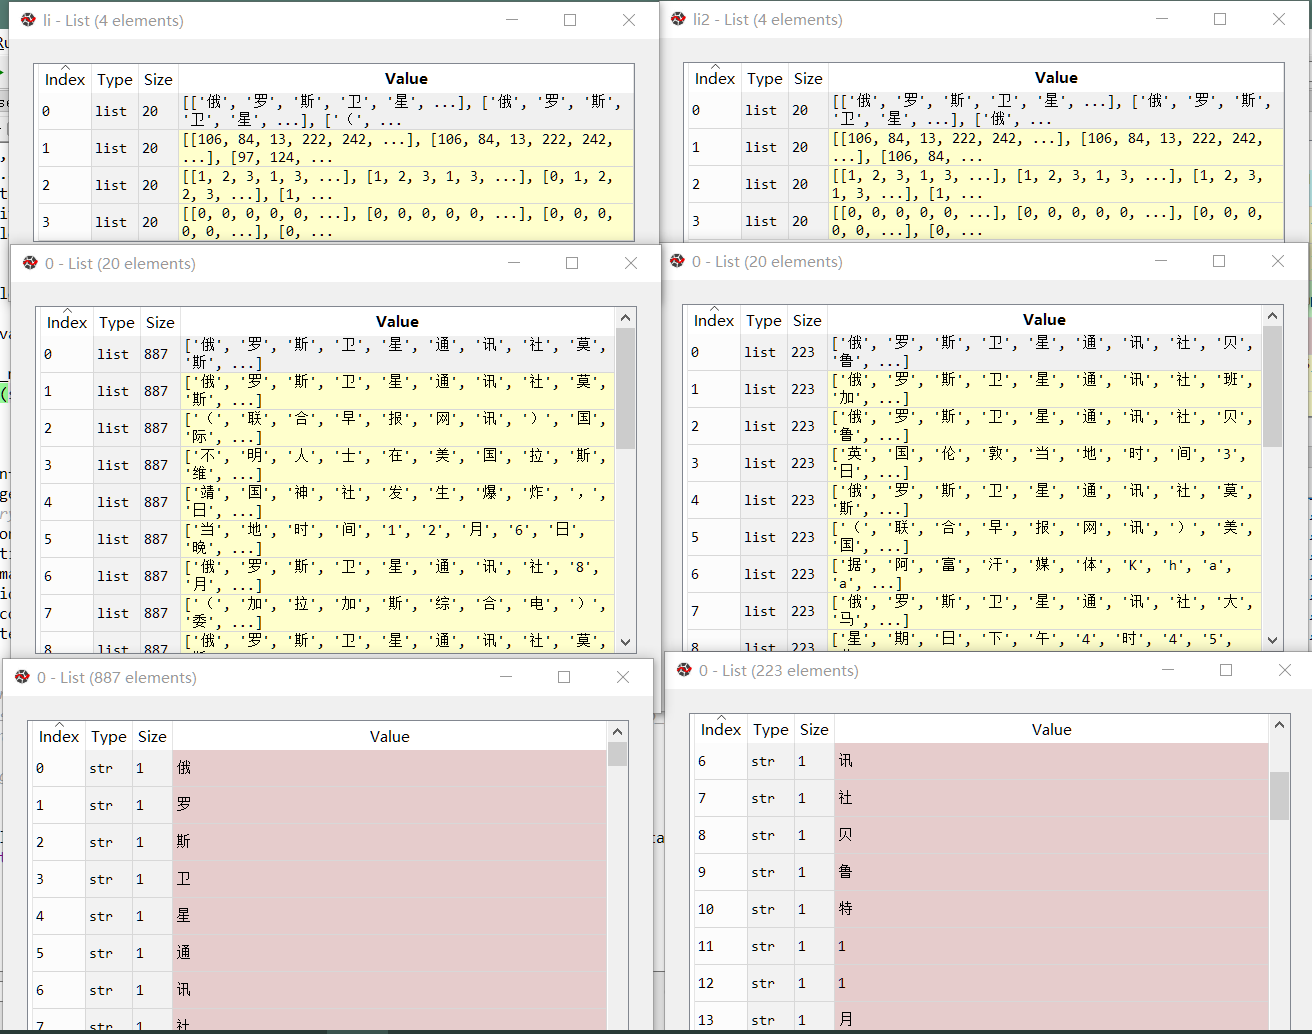 li - List (4 elements)
Index Type Size Value
0 list 20 [['俄', '罗', '斯', '卫', '星', ...], ['俄', '罗', '斯',
'卫', '星', ...], ['（', ...
1 list 20 [[106, 84, 13, 222, 242, ...], [106, 84, 13, 222, 242,
...], [97, 124, ...
2 list 20 [[1, 2, 3, 1, 3, ...], [1, 2, 3, 1, 3, ...], [0, 1, 2,
2, 3, ...], [1, ...
3 list 20 [[0, 0, 0, 0, 0, ...], [0, 0, 0, 0, 0, ...], [0, 0, 0,
0, 0, ...], [0, ...
li2 - List (4 elements)
Index Type Size Value
0 list 20 [['俄', '罗', '斯', '卫', '星', ...], ['俄', '罗', '斯',
'卫', '星', ...], ['俄', ...
1 list 20 [[106, 84, 13, 222, 242, ...], [106, 84, 13, 222, 242,
...], [106, 84, ...
2 list 20 [[1, 2, 3, 1, 3, ...], [1, 2, 3, 1, 3, ...], [1, 2, 3,
1, 3, ...], [1, ...
3 list 20 [[0, 0, 0, 0, 0, ...], [0, 0, 0, 0, 0, ...], [0, 0, 0,
0, 0, ...], [0, ...
0 - List (20 elements)
Index Type Size Value
0 list 887 ['俄', '罗', '斯', '卫', '星', '通', '讯', '社', '莫',
'斯', ...]
1 list 887 ['俄', '罗', '斯', '卫', '星', '通', '讯', '社', '莫',
'斯', ...]
2 list 887 ['（', '联', '合', '早', '报', '网', '讯', '）', '国',
'际', ...]
3 list 887 ['不', '明', '人', '士', '在', '美', '国', '拉', '斯',
'维', ...]
4 list 887 ['靖', '国', '神', '社', '发', '生', '爆', '炸', '，',
'日', ...]
5 list 887 ['当', '地', '时', '间', '1', '2', '月', '6', '日',
'晚', ...]
6 list 887 ['俄', '罗', '斯', '卫', '星', '通', '讯', '社', '8',
'月', ...]
7 list 887 ['（', '加', '拉', '加', '斯', '综', '合', '电', '）',
'委', ...]
8 list 887 ['俄', '罗', '斯', '卫', '星', '通', '讯', '社', '莫',
0 - List (20 elements)
Index Type Size Value
0 list 223 ['俄', '罗', '斯', '卫', '星', '通', '讯', '社', '贝',
'鲁', ...]
1 list 223 ['俄', '罗', '斯', '卫', '星', '通', '讯', '社', '班',
'加', ...]
2 list 223 ['俄', '罗', '斯', '卫', '星', '通', '讯', '社', '贝',
'鲁', ...]
3 list 223 ['英', '国', '伦', '敦', '当', '地', '时', '间', '3',
'日', ...]
4 list 223 ['俄', '罗', '斯', '卫', '星', '通', '讯', '社', '莫',
'斯', ...]
5 list 223 ['（', '联', '合', '早', '报', '网', '讯', '）', '美',
'国', ...]
6 list 223 ['据', '阿', '富', '汗', '媒', '体', 'K', 'h', 'a',
'a', ...]
7 list 223 ['俄', '罗', '斯', '卫', '星', '通', '讯', '社', '大',
'马', ...]
8 list 223 ['星', '期', '日', '下', '午', '4', '时', '4', '5',
0 - List (887 elements)
Index Type Size Value
0 str 1 俄
1 str 1 罗
2 str 1 斯
3 str 1 卫
4 str 1 星
5 str 1 通
6 str 1 讯
7 str 1 社
0 - List (223 elements)
Index Type Size Value
6 str 1 讯
7 str 1 社
8 str 1 贝
9 str 1 鲁
10 str 1 特
11 str 1 1
12 str 1 1
13 str 1 月